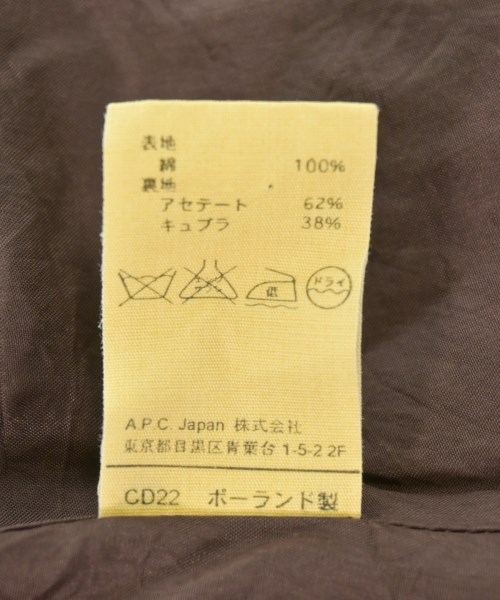 表地
綿 100%
裏地
アセテート 62%
キュプラ 38%
低 ドライ
A.P.C. Japan 株式会社
東京都目黒区青葉台 1-5-2 2F
CD22 ポーランド製